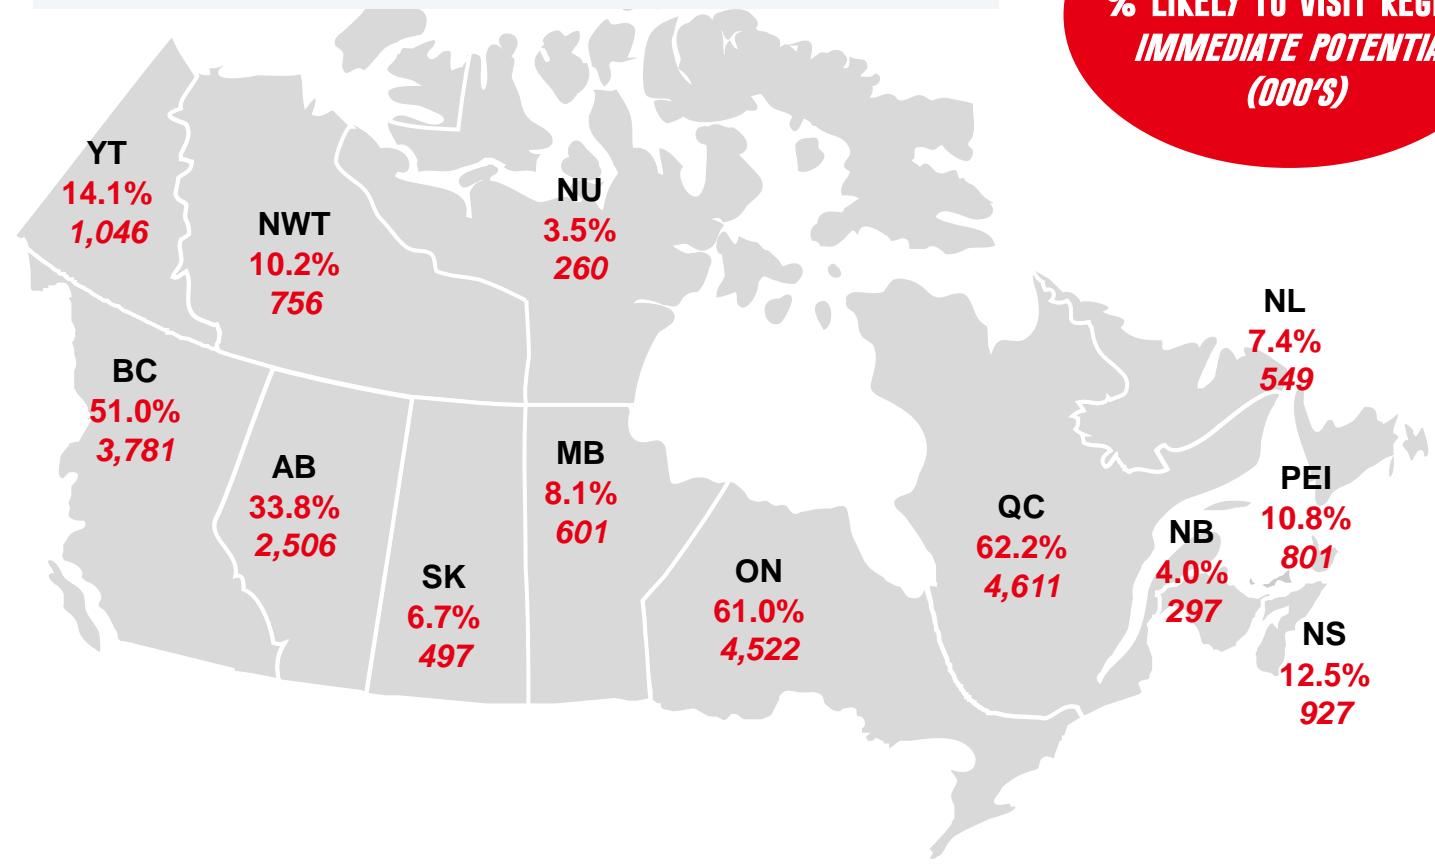 % LIKELY TO VISIT
IMMEDIATE
(000'S)
YT
14.1%
1,046
NWT
10.2%
756
NU
3.5%
260
NL
7.4%
549
BC
51.0%
3,781
AB
33.8%
2,506
MB
8.1%
601
SK
6.7%
497
ON
61.0%
4,522
QC
62.2%
4,611
NB
4.0%
297
PEI
10.8%
801
NS
12.5%
927